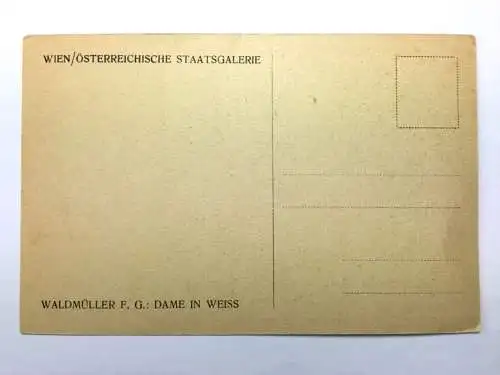 WIEN/ÖSTERREICHISCHE STAATSGALERIE
WALDMÜLLER F. G.: DAME IN WEISS